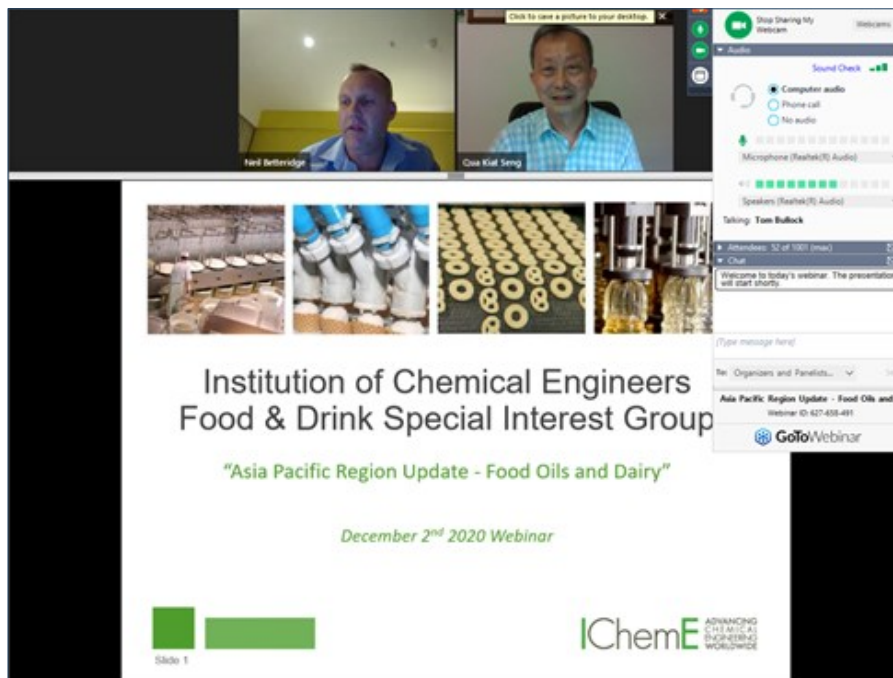 Click to save a picture to your desktop.
Stop Sharing My
Webcam
Webcams
Neil Betteridge
Qua Kiat Seng
Audio
Sound Check
Computer audio
Phone call
No audio
Microphone (Realtek(R) Audio)
Speakers (Realtek(R) Audio)
Talking: Tom Bullock
Attendees: 52 of 1001 (max)
Chat
Welcome to today's webinar. The presentation
will start shortly.
[Type message here]
To: Organizers and Panelists...
Asia Pacific Region Update - Food Oils and
Webinar ID: 627-658-491
GoToWebinar
Institution of Chemical Engineers
Food & Drink Special Interest Group
“Asia Pacific Region Update - Food Oils and Dairy”
December 2nd 2020 Webinar
Slide 1
IChemE ADVANCING
CHEMICAL
ENGINEERING
WORLDWIDE